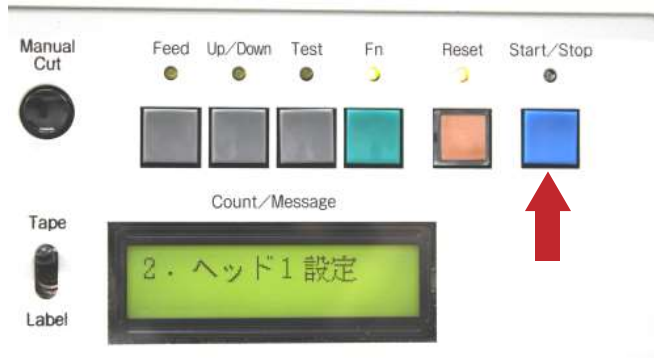 Manual
Cut
Feed
Up/Down
Test
Fn
Reset
Start/Stop
Count/Message
Tape
Label
2. ヘッド1設定